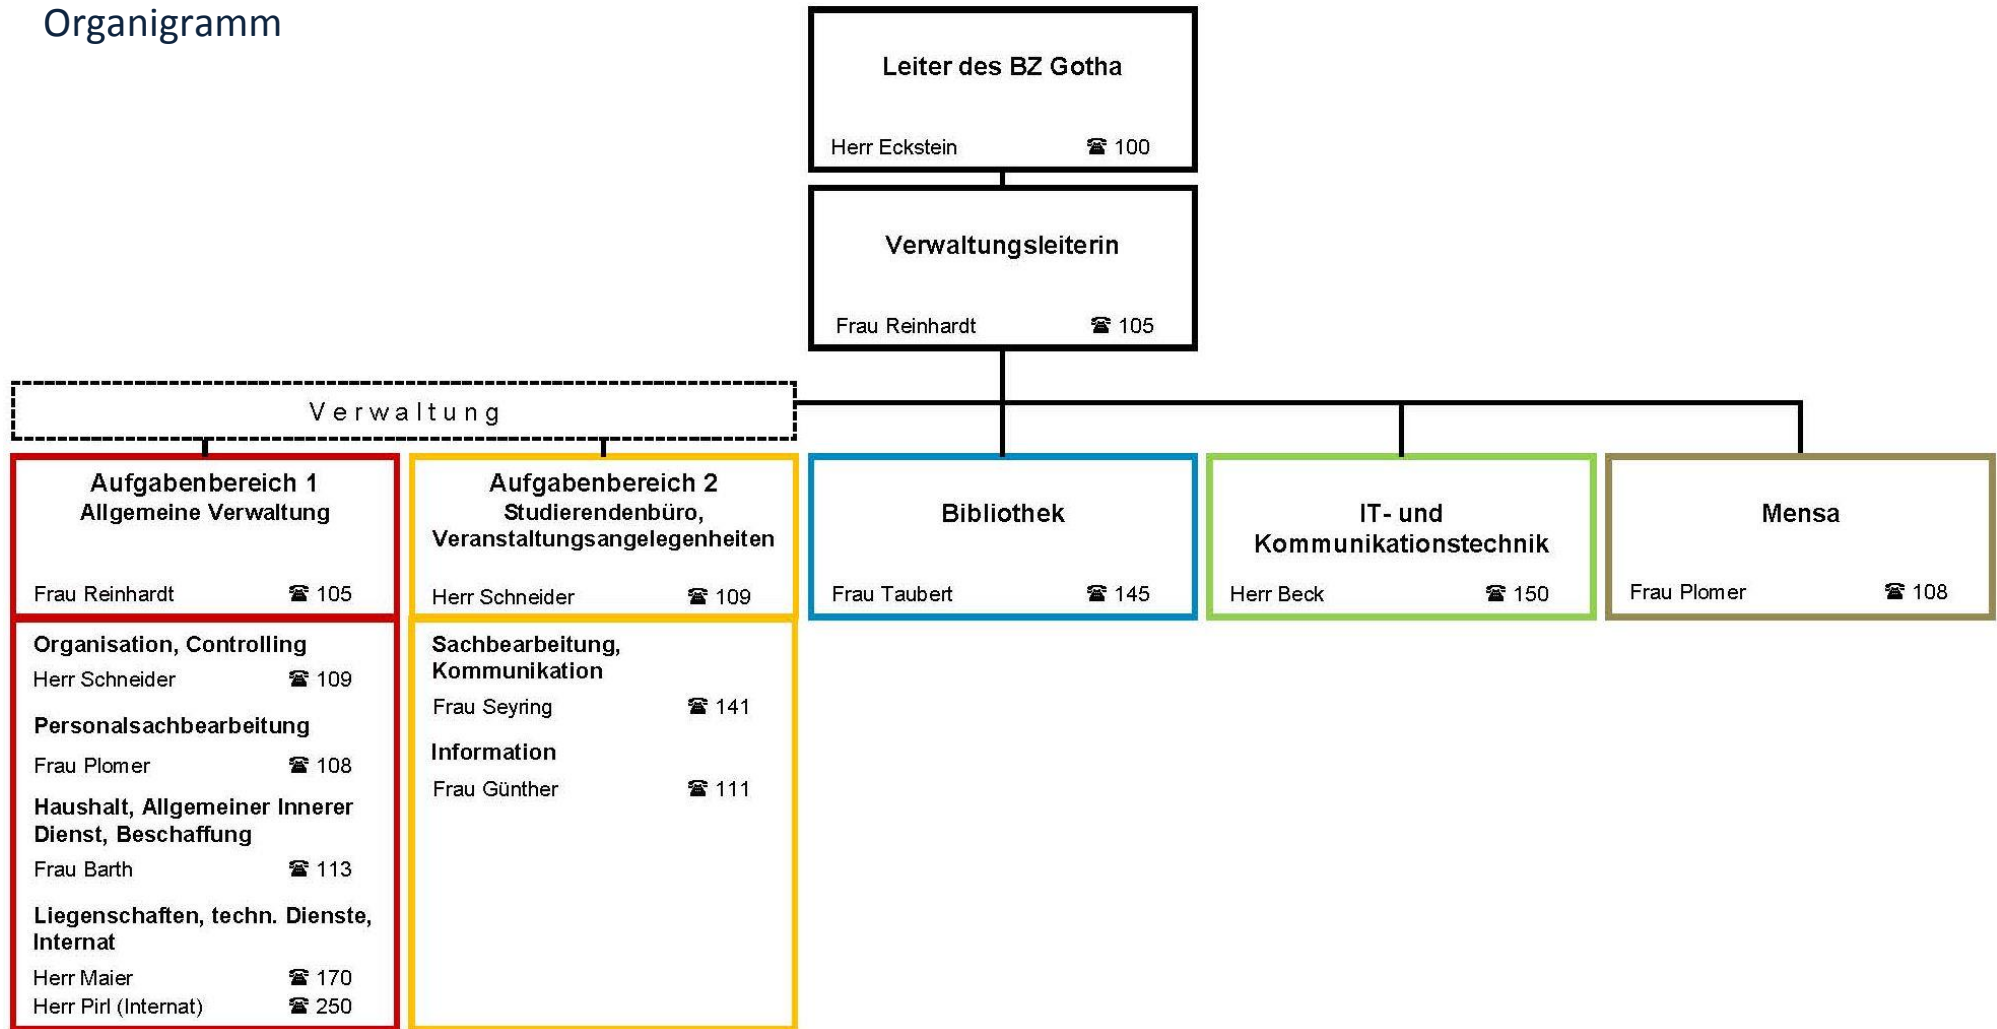 Organigramm
Leiter des BZ Gotha
Herr Eckstein ☎ 100
Verwaltungsleiterin
Frau Reinhardt ☎ 105
Verwaltung
Aufgabenbereich 1
Allgemeine Verwaltung
Frau Reinhardt ☎ 105
Organisation, Controlling
Herr Schneider ☎ 109
Personalsachbearbeitung
Frau Plomer ☎ 108
Haushalt, Allgemeiner Innerer
Dienst, Beschaffung
Frau Barth ☎ 113
Liegenschaften, techn. Dienste,
Internat
Herr Maier ☎ 170
Herr Pirl (Internat) ☎ 250
Aufgabenbereich 2
Studierendenbüro,
Veranstaltungsangelegenheiten
Herr Schneider ☎ 109
Sachbearbeitung,
Kommunikation
Frau Seyring ☎ 141
Information
Frau Günther ☎ 111
Bibliothek
Frau Taubert ☎ 145
IT- und
Kommunikationstechnik
Herr Beck ☎ 150
Mensa
Frau Plomer ☎ 108